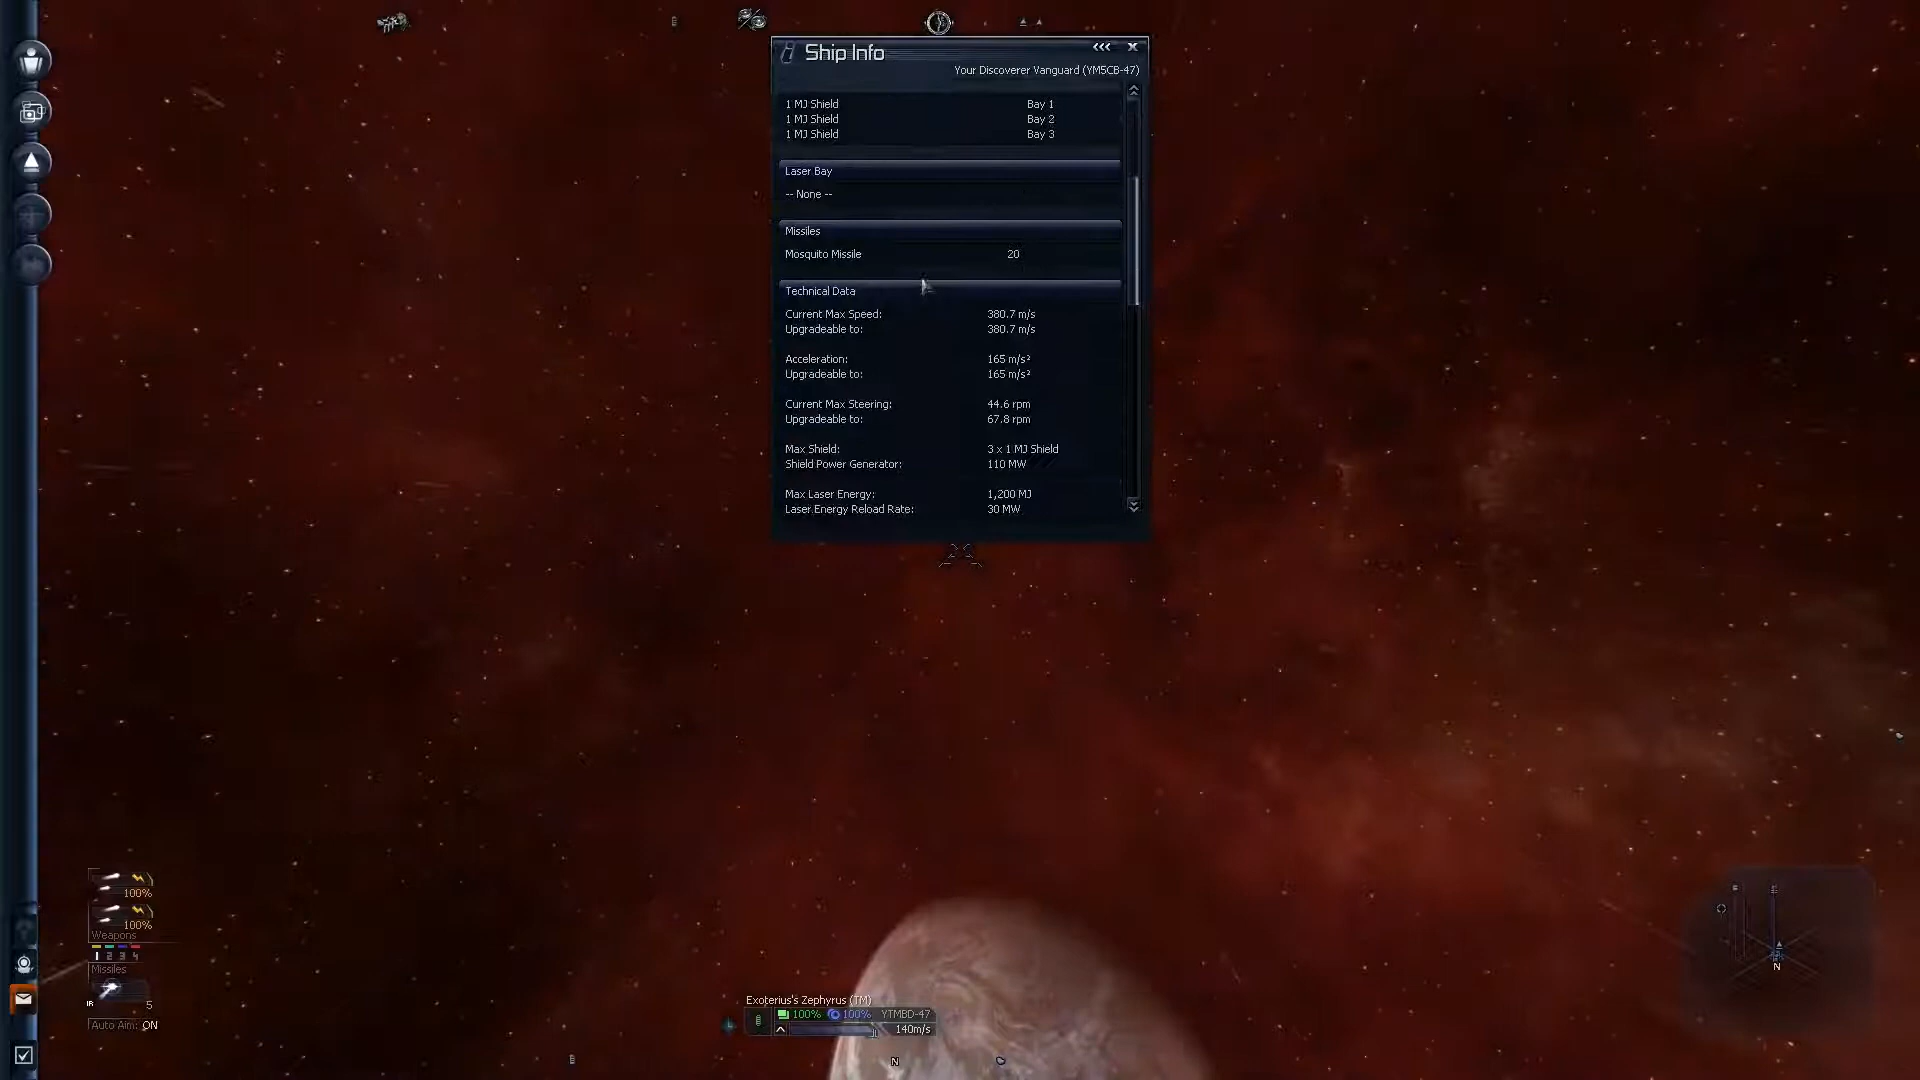 Ship Info
Your Discoverer Vanguard (YM5CB-47)
1 MJ Shield Bay 1
1 MJ Shield Bay 2
1 MJ Shield Bay 3
Laser Bay
-- None --
Missiles
Mosquito Missile 20
Technical Data
Current Max Speed: 380.7 m/s
Upgradeable to: 380.7 m/s
Acceleration: 165 m/s²
Upgradeable to: 165 m/s²
Current Max Steering: 44.6 rpm
Upgradeable to: 67.8 rpm
Max Shield: 3 x 1 MJ Shield
Shield Power Generator: 110 MW
Max Laser Energy: 1,200 MJ
Laser Energy Reload Rate: 30 MW
100%
100%
Weapons
1 2 3 4
Missiles
IR 5
Auto Aim: ON
Exoterius's Zephyrus (TM)
100% 100% YTMBD-47
140m/s
N
N